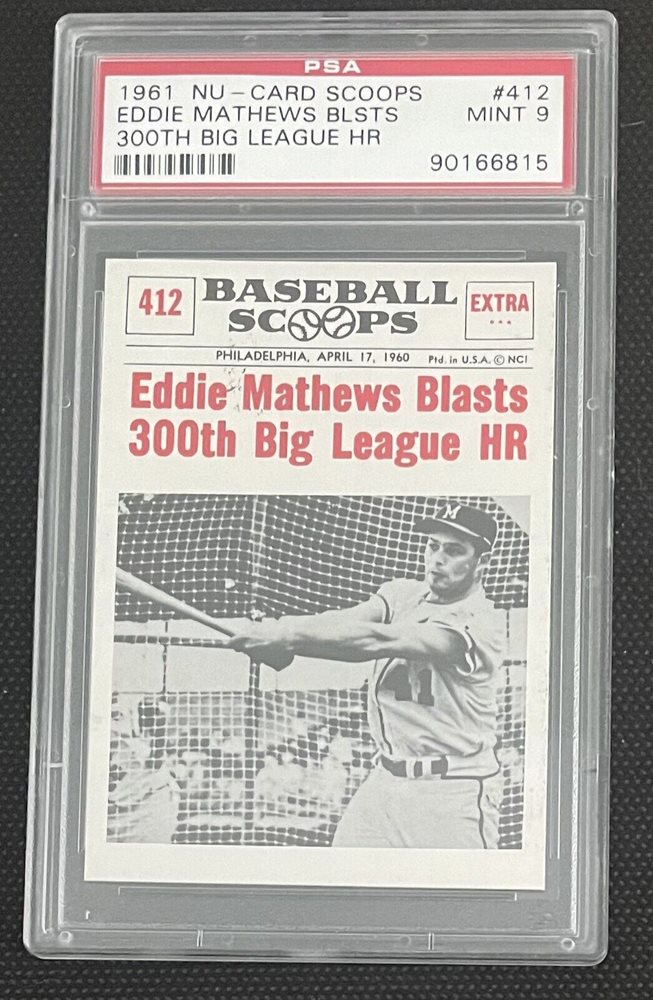 PSA
1961 NU-CARD SCOOPS #412
EDDIE MATHEWS BLSTS MINT 9
300TH BIG LEAGUE HR
90166815
412 BASEBALL SCOOPS EXTRA
PHILADELPHIA, APRIL 17, 1960 Ptd. in U.S.A. © NCI
Eddie Mathews Blasts
300th Big League HR
M
41